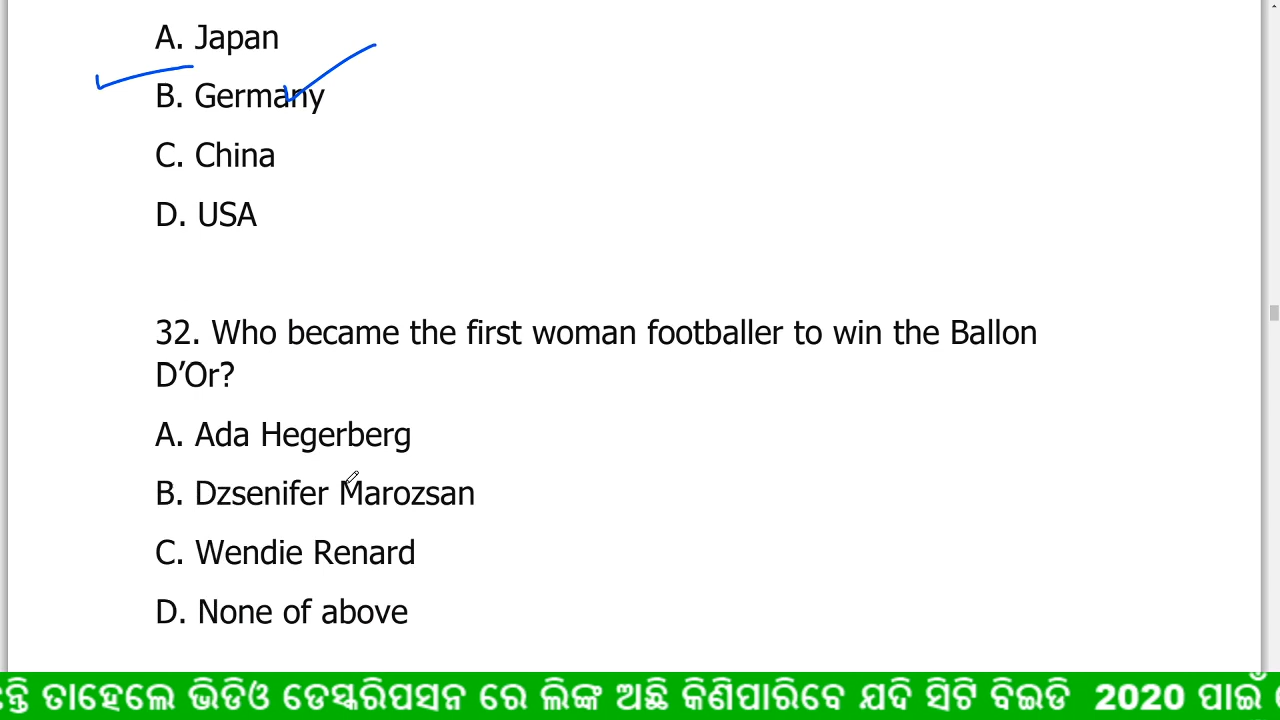 A. Japan
B. Germany
C. China
D. USA
32. Who became the first woman footballer to win the Ballon
D’Or?
A. Ada Hegerberg
B. Dzsenifer Marozsan
C. Wendie Renard
D. None of above
ତାହେଲେ ଭିଡିଓ ଡେସ୍କରିପସନ ରେ ଲିଙ୍କ ଅଛି କିଣିପାରିବେ ଯଦି ସିଟି ବିଇଡି 2020 ପାଇଁ